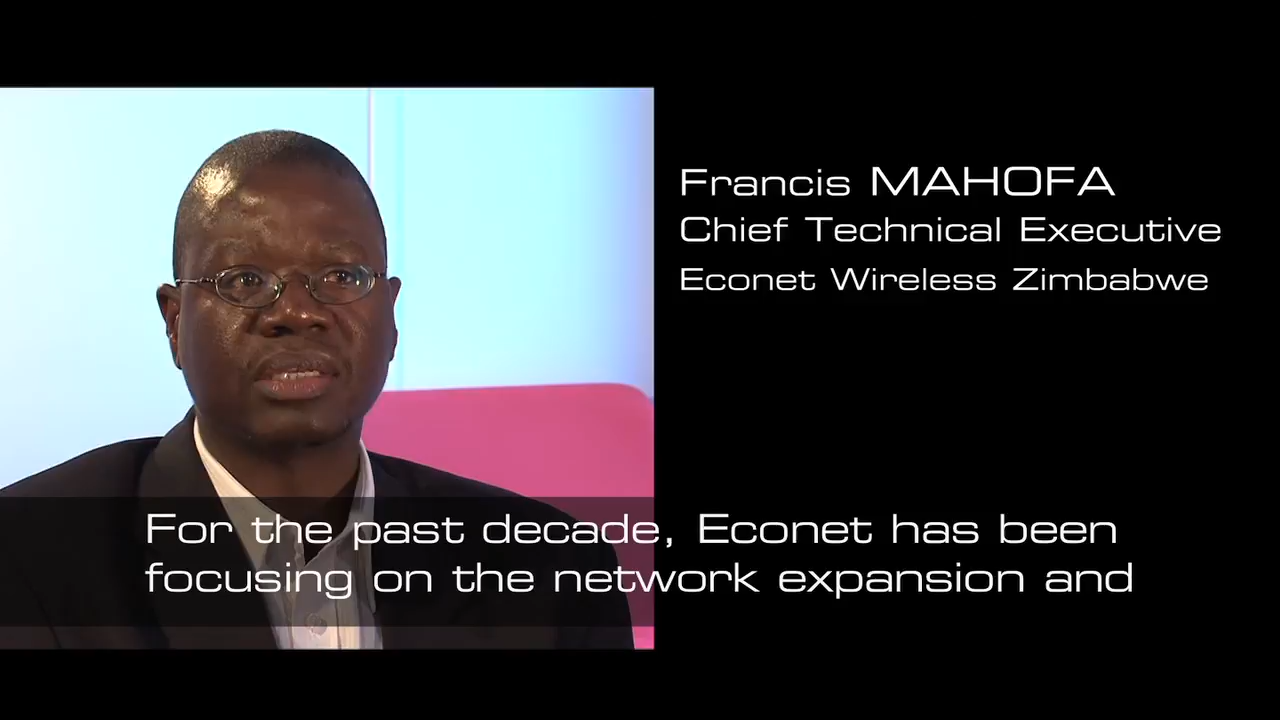 Francis MAHOFA
Chief Technical Executive
Econet Wireless Zimbabwe
For the past decade, Econet has been
focusing on the network expansion and